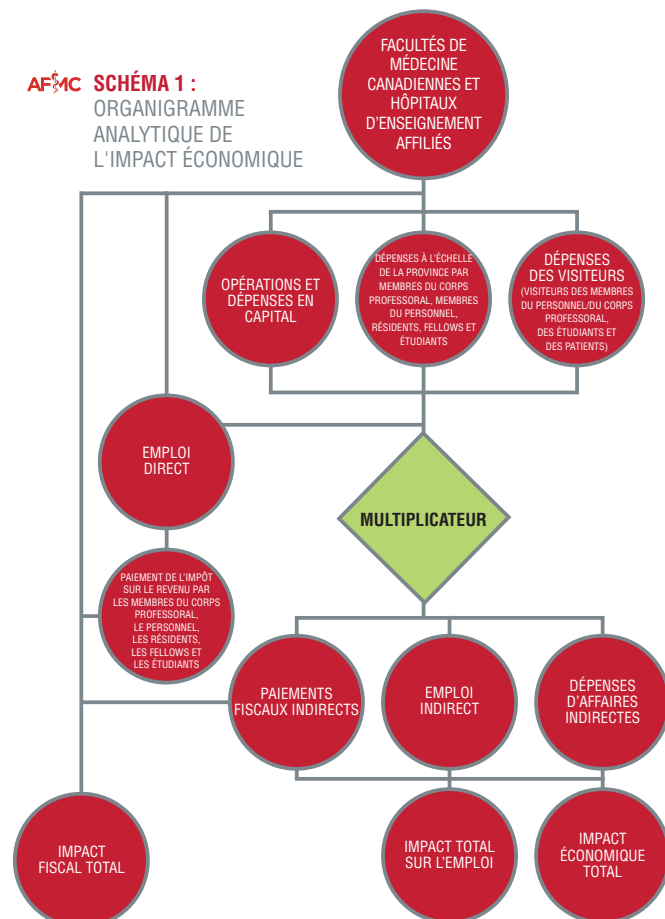 AFMC SCHÉMA 1 :
ORGANIGRAMME
ANALYTIQUE DE
L'IMPACT ÉCONOMIQUE
FACULTÉS DE
MÉDECINE
CANADIENNES ET
HÔPITAUX
D'ENSEIGNEMENT
AFFILIÉS
OPÉRATIONS ET
DÉPENSES EN
CAPITAL
DÉPENSES À L'ÉCHELLE
DE LA PROVINCE PAR
MEMBRES DU CORPS
PROFESSORAL, MEMBRES
DU PERSONNEL,
RÉSIDENTS, FELLOWS ET
ÉTUDIANTS
DÉPENSES
DES VISITEURS
(VISITEURS DES MEMBRES
DU PERSONNEL/DU CORPS
PROFESSORAL,
DES ÉTUDIANTS ET
DES PATIENTS)
EMPLOI
DIRECT
MULTIPLICATEUR
PAIEMENT DE L'IMPÔT
SUR LE REVENU PAR
LES MEMBRES DU CORPS
PROFESSORAL,
LE PERSONNEL,
LES RÉSIDENTS,
LES FELLOWS ET
LES ÉTUDIANTS
PAIEMENTS
FISCAUX INDIRECTS
EMPLOI
INDIRECT
DÉPENSES
D'AFFAIRES
INDIRECTES
IMPACT
FISCAL TOTAL
IMPACT TOTAL
SUR L'EMPLOI
IMPACT
ÉCONOMIQUE
TOTAL